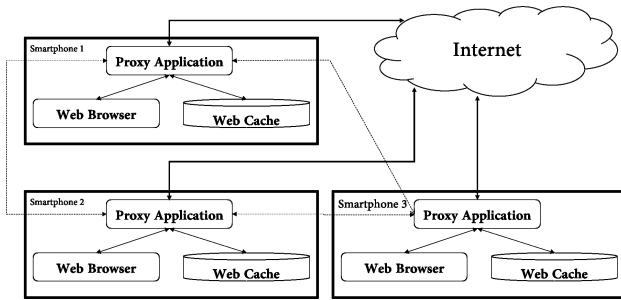 Smartphone 1
Proxy Application
Web Browser
Web Cache
Internet
Smartphone 2
Proxy Application
Web Browser
Web Cache
Smartphone 3
Proxy Application
Web Browser
Web Cache